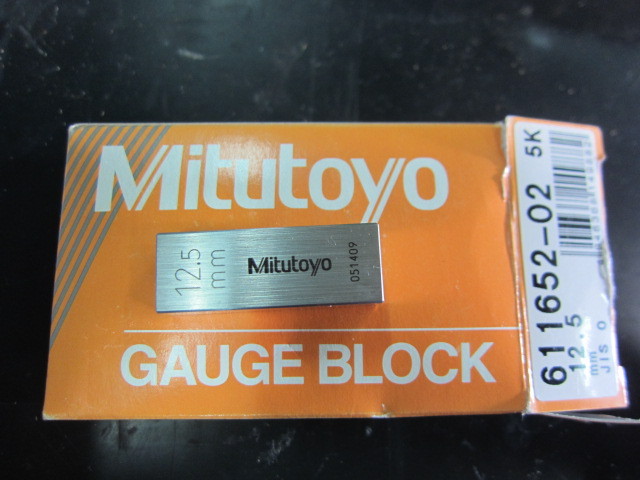 Mitutoyo
12.5
mm
Mitutoyo
051409
GAUGE BLOCK
611652-02 5K
12.5
mm
JIS 0